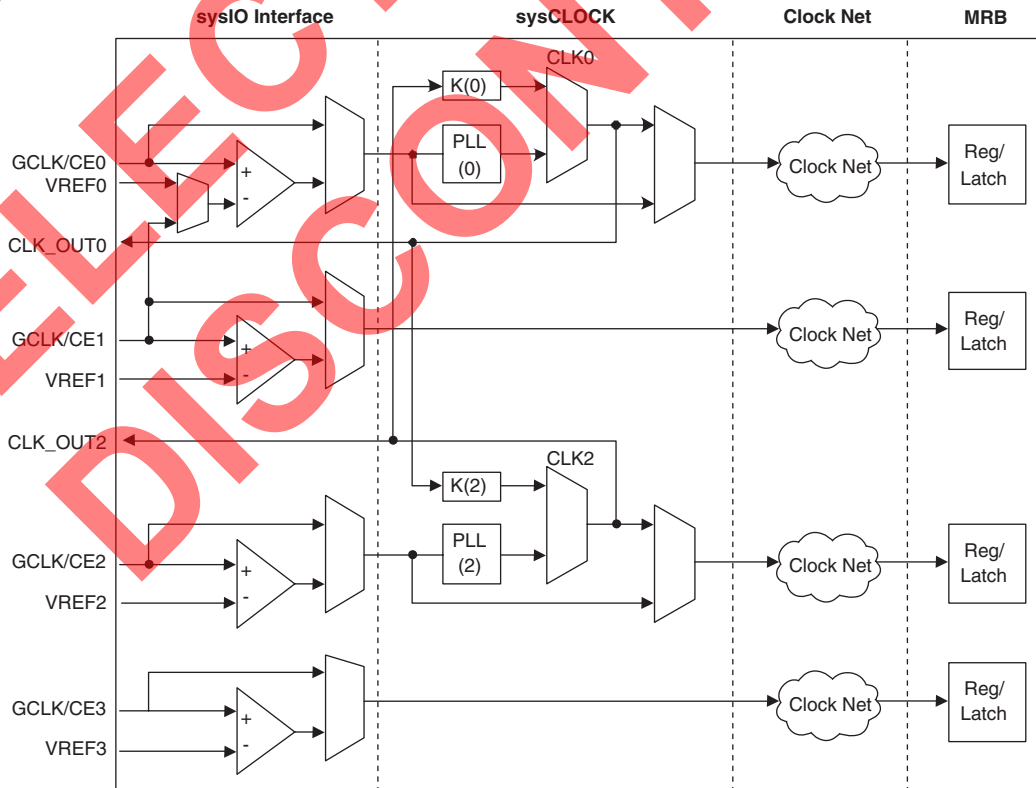 sysIO Interface sysCLOCK Clock Net MRB
CLK0
K(0)
PLL
(0)
GCLK/CE0
VREF0
+
-
Clock Net
Reg/
Latch
CLK_OUT0
GCLK/CE1
+
-
VREF1
Clock Net
Reg/
Latch
CLK_OUT2
CLK2
K(2)
PLL
(2)
GCLK/CE2
+
-
VREF2
Clock Net
Reg/
Latch
GCLK/CE3
+
-
VREF3
Clock Net
Reg/
Latch